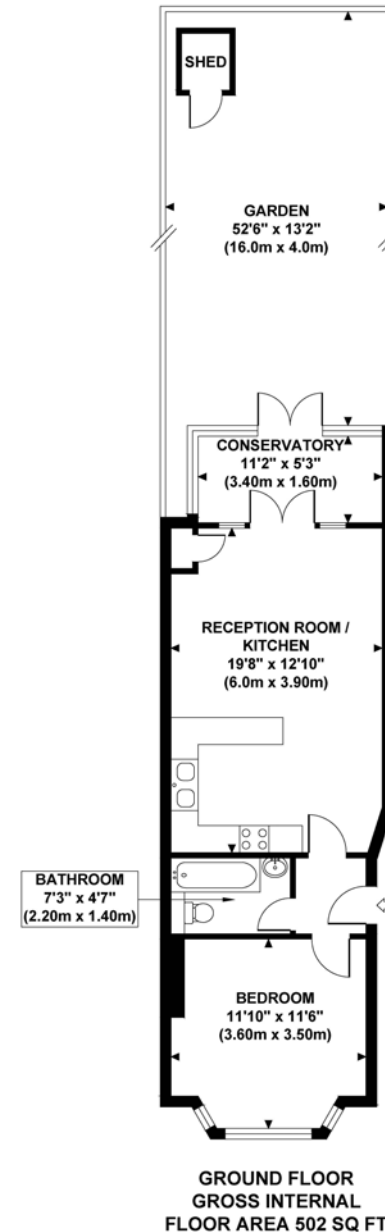 SHED
GARDEN
52'6" x 13'2"
(16.0m x 4.0m)
CONSERVATORY
11'2" x 5'3"
(3.40m x 1.60m)
RECEPTION ROOM /
KITCHEN
19'8" x 12'10"
(6.0m x 3.90m)
BATHROOM
7'3" x 4'7"
(2.20m x 1.40m)
BEDROOM
11'10" x 11'6"
(3.60m x 3.50m)
GROUND FLOOR
GROSS INTERNAL
FLOOR AREA 502 SQ FT